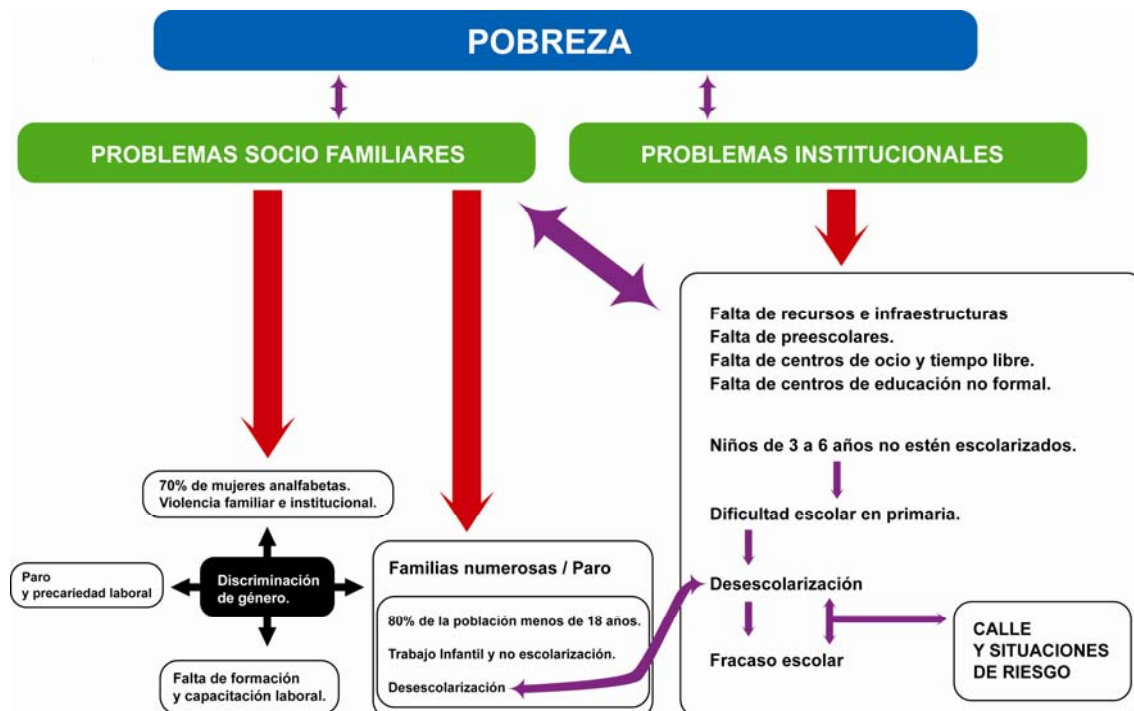 POBREZA
PROBLEMAS SOCIO FAMILIARES
PROBLEMAS INSTITUCIONALES
Falta de recursos e infraestructuras
Falta de preescolares.
Falta de centros de ocio y tiempo libre.
Falta de centros de educación no formal.
Niños de 3 a 6 años no estén escolarizados.
Dificultad escolar en primaria.
Desescolarización
Fracaso escolar
CALLE
Y SITUACIONES
DE RIESGO
70% de mujeres analfabetas.
Violencia familiar e institucional.
Paro
y precariedad laboral
Discriminación
de género.
Falta de formación
y capacitación laboral.
Familias numerosas / Paro
80% de la población menos de 18 años.
Trabajo Infantil y no escolarización.
Desescolarización